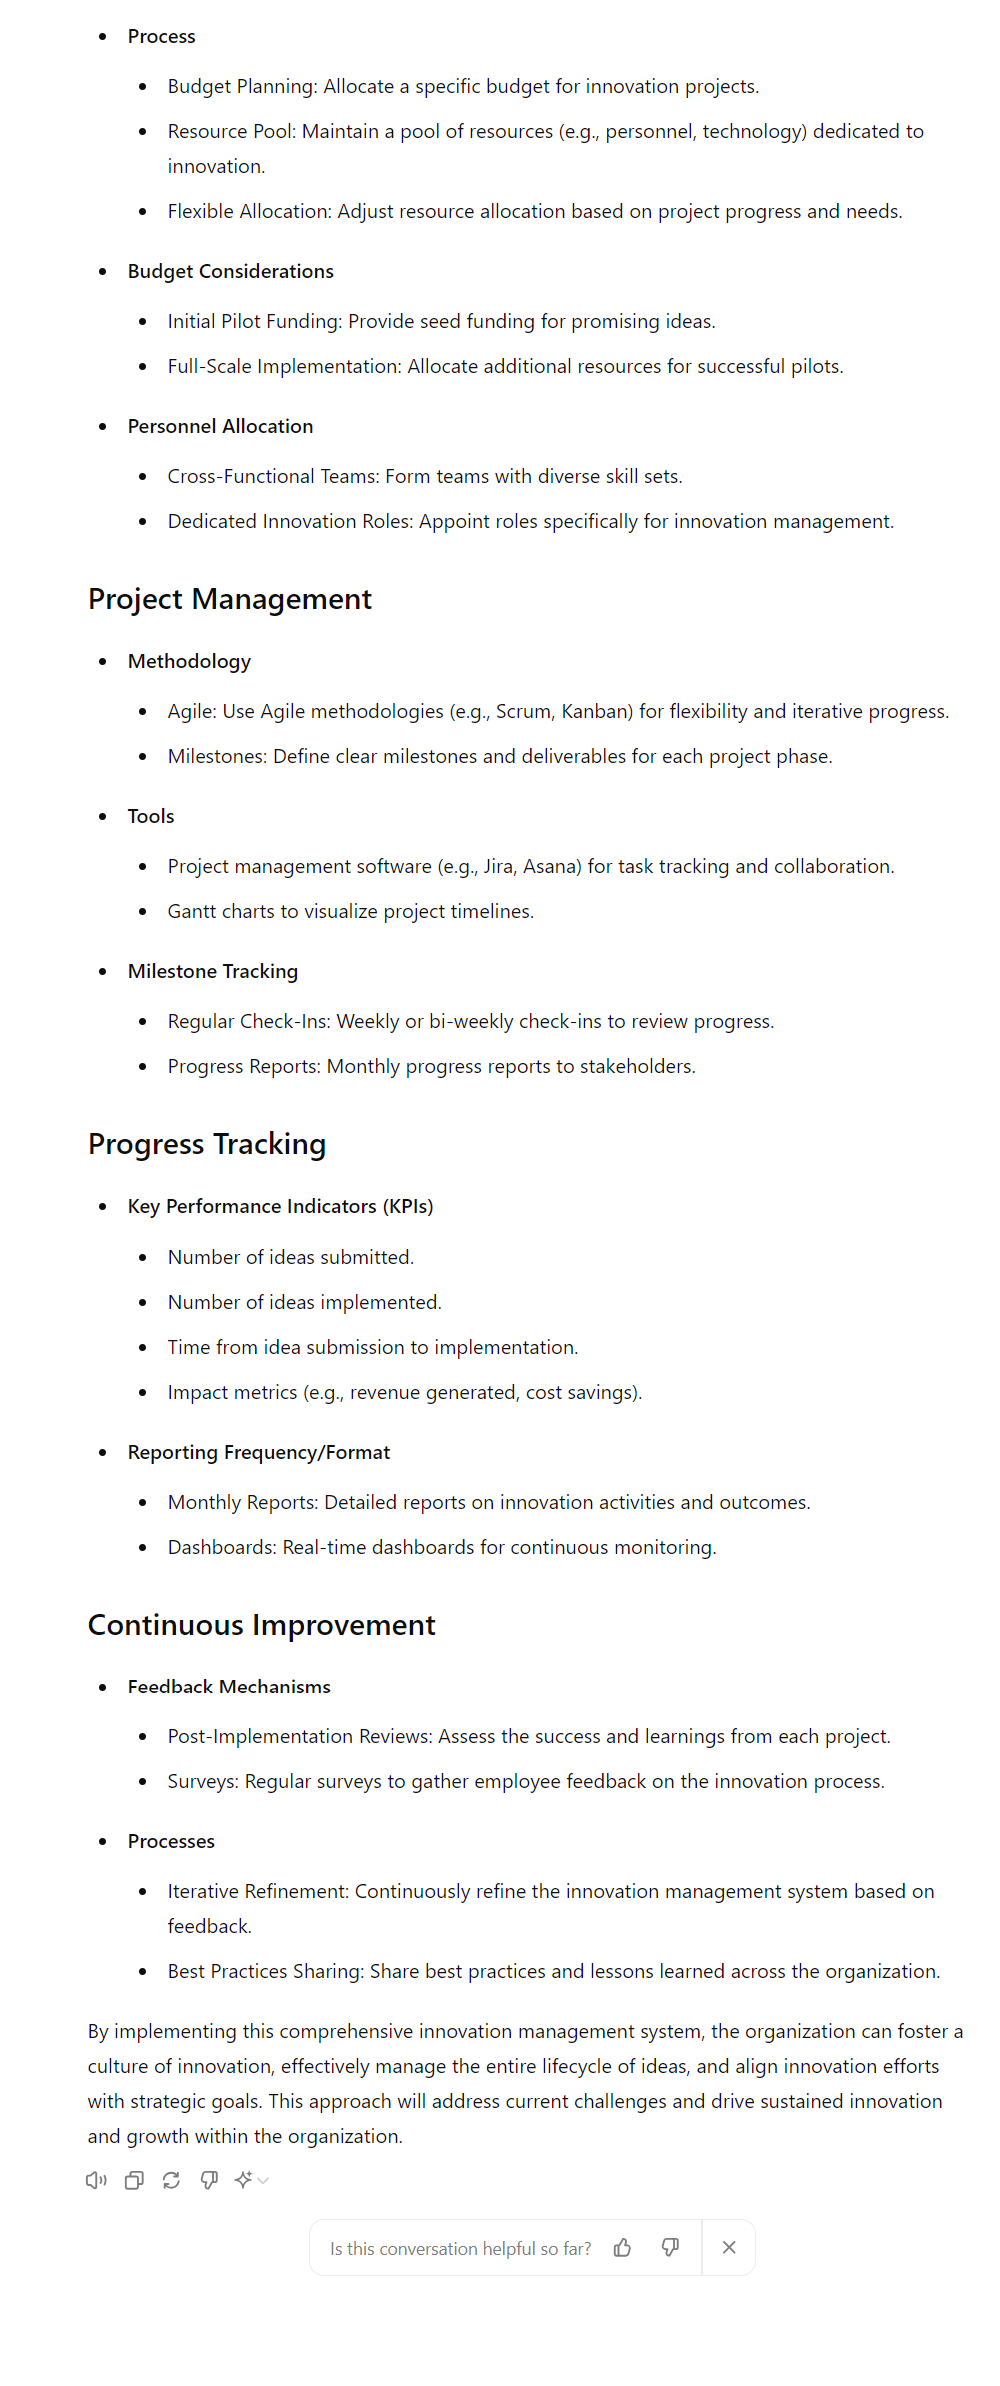 Process
Budget Planning: Allocate a specific budget for innovation projects.
Resource Pool: Maintain a pool of resources (e.g., personnel, technology) dedicated to
innovation.
Flexible Allocation: Adjust resource allocation based on project progress and needs.
Budget Considerations
Initial Pilot Funding: Provide seed funding for promising ideas.
Full-Scale Implementation: Allocate additional resources for successful pilots.
Personnel Allocation
Cross-Functional Teams: Form teams with diverse skill sets.
Dedicated Innovation Roles: Appoint roles specifically for innovation management.
Project Management
Methodology
Agile: Use Agile methodologies (e.g., Scrum, Kanban) for flexibility and iterative progress.
Milestones: Define clear milestones and deliverables for each project phase.
Tools
Project management software (e.g., Jira, Asana) for task tracking and collaboration.
Gantt charts to visualize project timelines.
Milestone Tracking
Regular Check-Ins: Weekly or bi-weekly check-ins to review progress.
Progress Reports: Monthly progress reports to stakeholders.
Progress Tracking
Key Performance Indicators (KPIs)
Number of ideas submitted.
Number of ideas implemented.
Time from idea submission to implementation.
Impact metrics (e.g., revenue generated, cost savings).
Reporting Frequency/Format
Monthly Reports: Detailed reports on innovation activities and outcomes.
Dashboards: Real-time dashboards for continuous monitoring.
Continuous Improvement
Feedback Mechanisms
Post-Implementation Reviews: Assess the success and learnings from each project.
Surveys: Regular surveys to gather employee feedback on the innovation process.
Processes
Iterative Refinement: Continuously refine the innovation management system based on
feedback.
Best Practices Sharing: Share best practices and lessons learned across the organization.
By implementing this comprehensive innovation management system, the organization can foster a
culture of innovation, effectively manage the entire lifecycle of ideas, and align innovation efforts
with strategic goals. This approach will address current challenges and drive sustained innovation
and growth within the organization.
Is this conversation helpful so far?